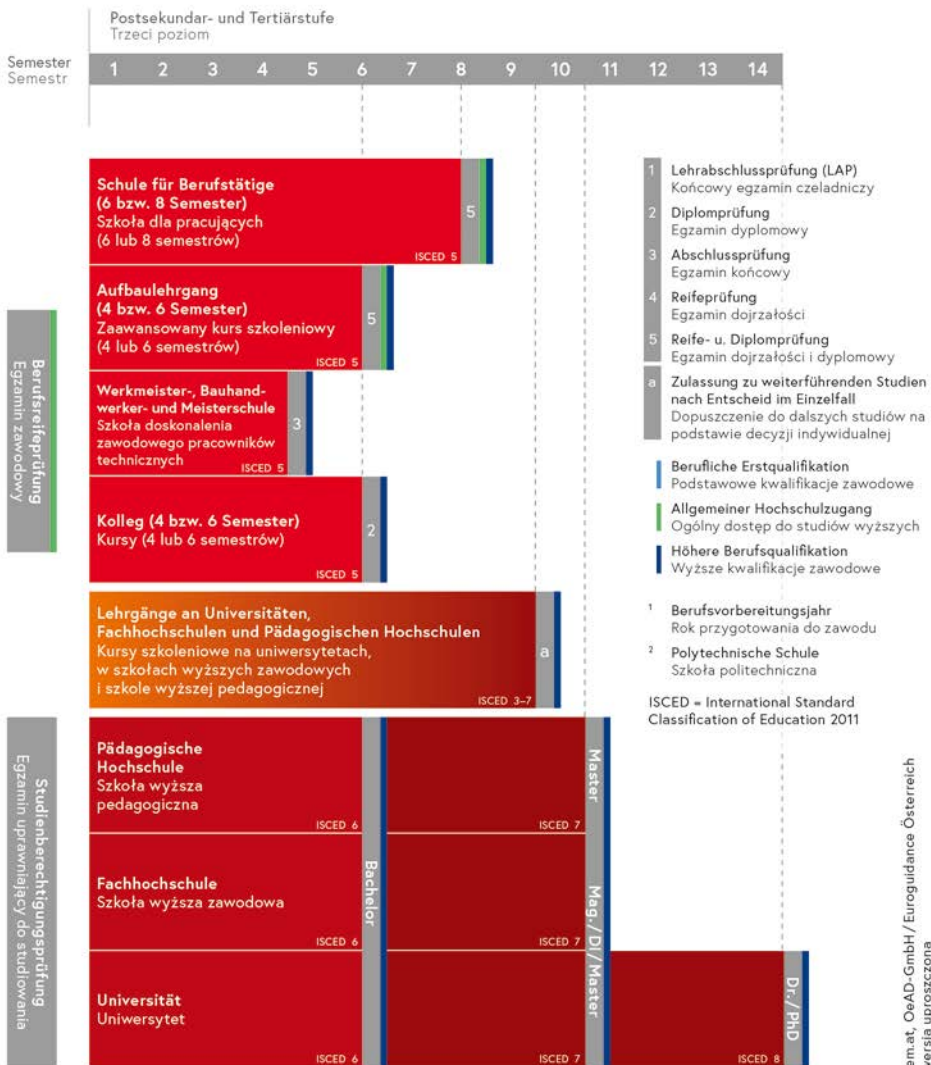 Postsekundar- und Tertiärstufe
Trzeci poziom
Semester
Semestr
1 2 3 4 5 6 7 8 9 10 11 12 13 14
Schule für Berufstätige
(6 bzw. 8 Semester)
Szkoła dla pracujących
(6 lub 8 semestrów)
ISCED 5
5
Aufbaulehrgang
(4 bzw. 6 Semester)
Zaawansowany kurs szkoleniowy
(4 lub 6 semestrów)
ISCED 5
5
Werkmeister-, Bauhand-
werker- und Meisterschule
Szkoła doskonalenia
zawodowego pracowników
technicznych
ISCED 5
3
Kolleg (4 bzw. 6 Semester)
Kursy (4 lub 6 semestrów)
ISCED 5
2
Berufsreifeprüfung
Egzamin zawodowy
Lehrgänge an Universitäten,
Fachhochschulen und Pädagogischen Hochschulen
Kursy szkoleniowe na uniwersytetach,
w szkołach wyższych zawodowych
i szkole wyższej pedagogicznej
ISCED 3–7
a
Studienberechtigungsprüfung
Egzamin uprawniający do studiowania
Pädagogische
Hochschule
Szkoła wyższa
pedagogiczna
ISCED 6
ISCED 7
Master
Fachhochschule
Szkoła wyższa zawodowa
ISCED 6
ISCED 7
Bachelor
Mag. / DI / Master
Universität
Uniwersytet
ISCED 6
ISCED 7
ISCED 8
Dr. / PhD
1 Lehrabschlussprüfung (LAP)
Końcowy egzamin czeladniczy
2 Diplomprüfung
Egzamin dyplomowy
3 Abschlussprüfung
Egzamin końcowy
4 Reifeprüfung
Egzamin dojrzałości
5 Reife- u. Diplomprüfung
Egzamin dojrzałości i dyplomowy
a Zulassung zu weiterführenden Studien
nach Entscheid im Einzelfall
Dopuszczenie do dalszych studiów na
podstawie decyzji indywidualnej
Berufliche Erstqualifikation
Podstawowe kwalifikacje zawodowe
Allgemeiner Hochschulzugang
Ogólny dostęp do studiów wyższych
Höhere Berufsqualifikation
Wyższe kwalifikacje zawodowe
¹ Berufsvorbereitungsjahr
Rok przygotowania do zawodu
² Polytechnische Schule
Szkoła politechniczna
ISCED = International Standard
Classification of Education 2011
em.at, OeAD-GmbH / Euroguidance Österreich
wersja uproszczona